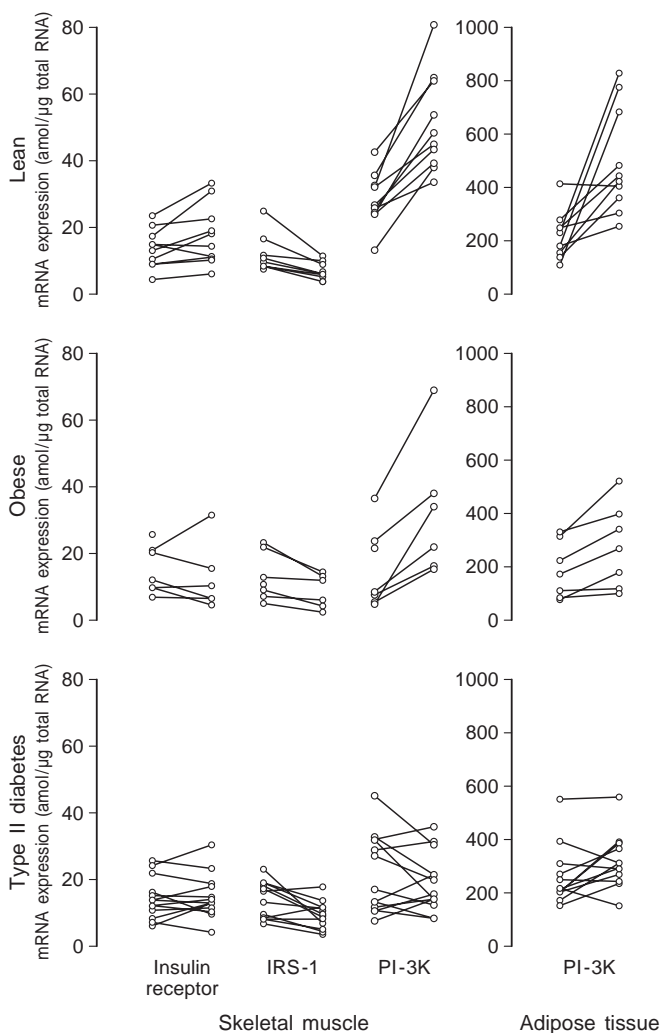 Lean
mRNA expression (amol/µg total RNA)
80
60
40
20
0
1000
800
600
400
200
0
Obese
mRNA expression (amol/µg total RNA)
80
60
40
20
0
1000
800
600
400
200
0
Type II diabetes
mRNA expression (amol/µg total RNA)
80
60
40
20
0
1000
800
600
400
200
0
Insulin receptor
IRS-1
PI-3K
PI-3K
Skeletal muscle
Adipose tissue